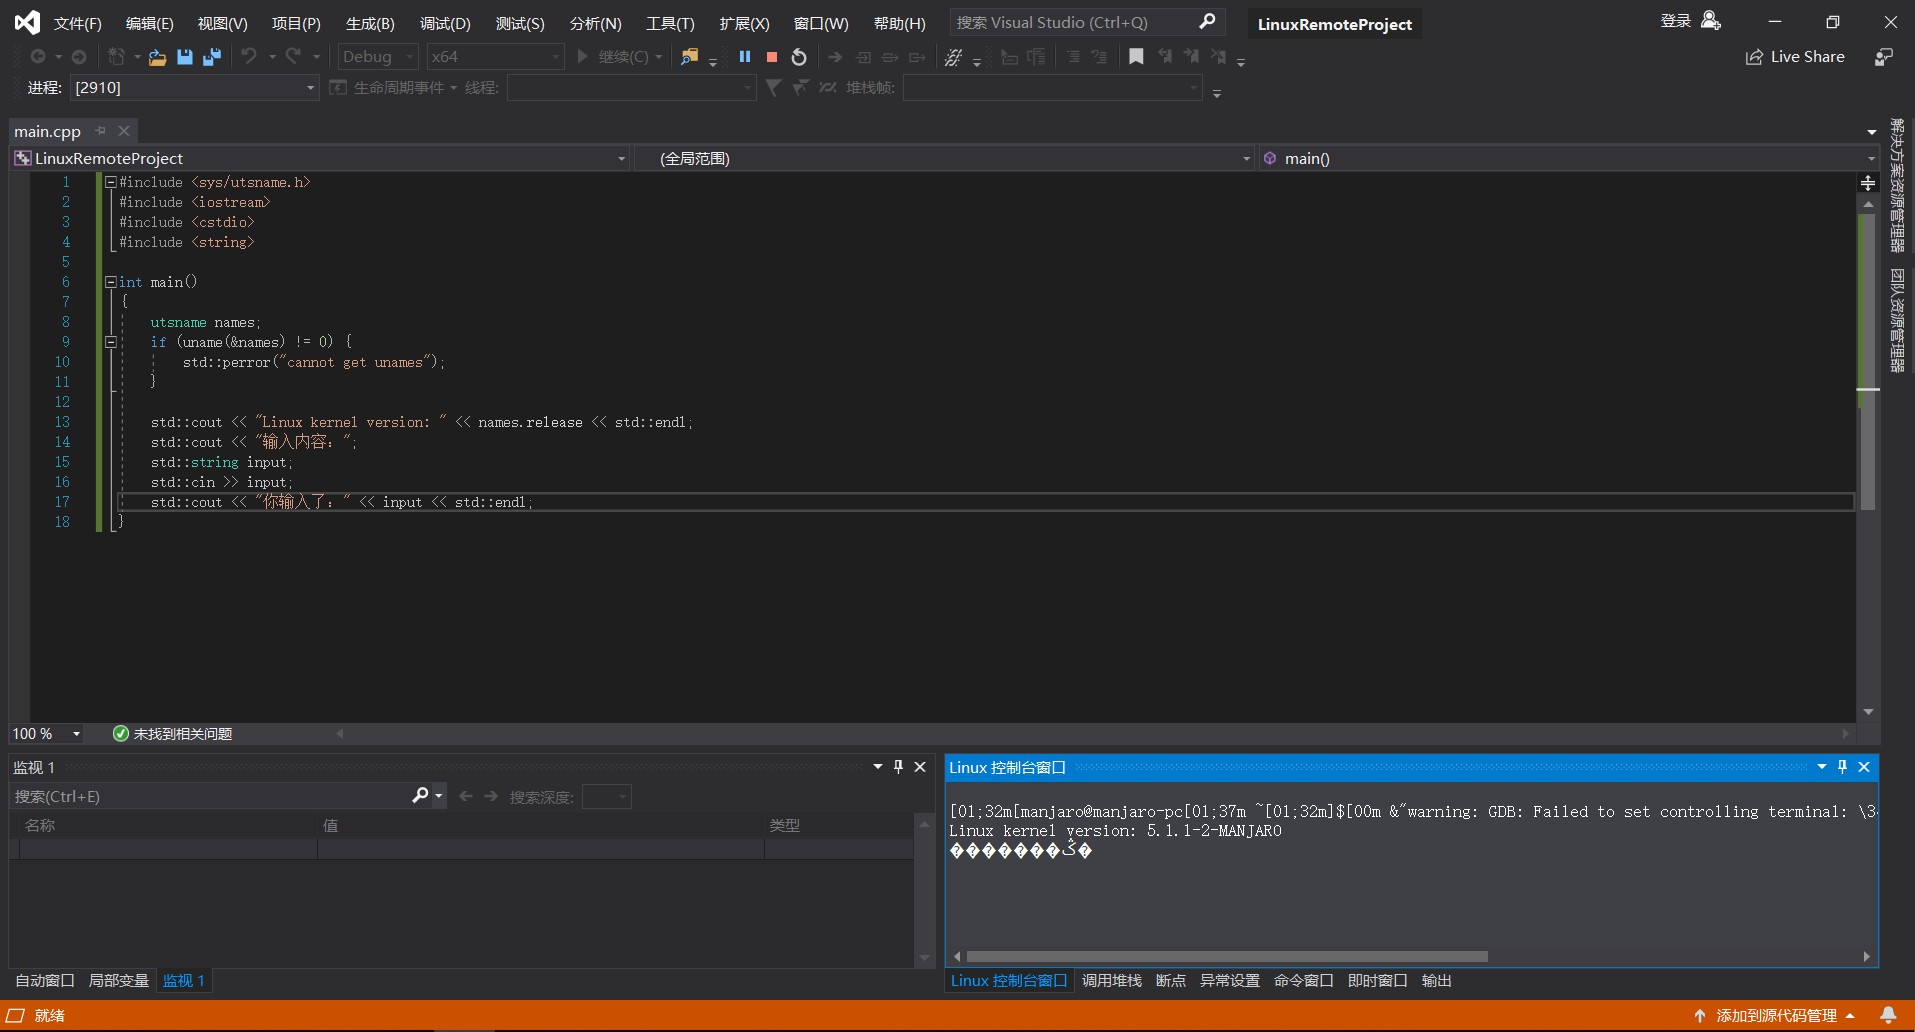 文件(F) 编辑(E) 视图(V) 项目(P) 生成(B) 调试(D) 测试(S) 分析(N) 工具(T) 扩展(X) 窗口(W) 帮助(H) 搜索 Visual Studio (Ctrl+Q) LinuxRemoteProject 登录
Debug x64 继续(C) Live Share
进程: [2910] 生命周期事件 线程: 堆栈帧:
main.cpp
LinuxRemoteProject (全局范围) main()
1 #include <sys/utsname.h>
2 #include <iostream>
3 #include <cstdio>
4 #include <string>
5
6 int main()
7 {
8 utsname names;
9 if (uname(&names) != 0) {
10 std::perror("cannot get unames");
11 }
12
13 std::cout << "Linux kernel version: " << names.release << std::endl;
14 std::cout << "输入内容：";
15 std::string input;
16 std::cin >> input;
17 std::cout << "你输入了：" << input << std::endl;
18 }
解决方案资源管理器
团队资源管理器
100 % 未找到相关问题
监视 1
搜索(Ctrl+E) 搜索深度:
名称 值 类型
自动窗口 局部变量 监视 1
Linux 控制台窗口
[01;32m[manjaro@manjaro-pc[01;37m ~[01;32m]$[00m &"warning: GDB: Failed to set controlling terminal: \3
Linux kernel version: 5.1.1-2-MANJARO
Linux 控制台窗口 调用堆栈 断点 异常设置 命令窗口 即时窗口 输出
就绪 添加到源代码管理